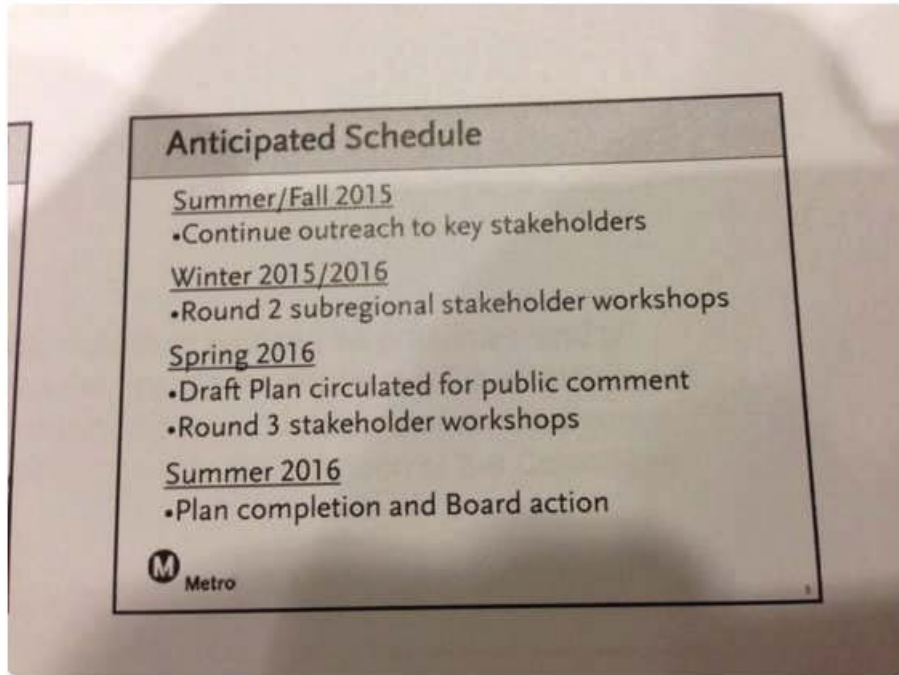 Anticipated Schedule
Summer/Fall 2015
•Continue outreach to key stakeholders
Winter 2015/2016
•Round 2 subregional stakeholder workshops
Spring 2016
•Draft Plan circulated for public comment
•Round 3 stakeholder workshops
Summer 2016
•Plan completion and Board action
M Metro